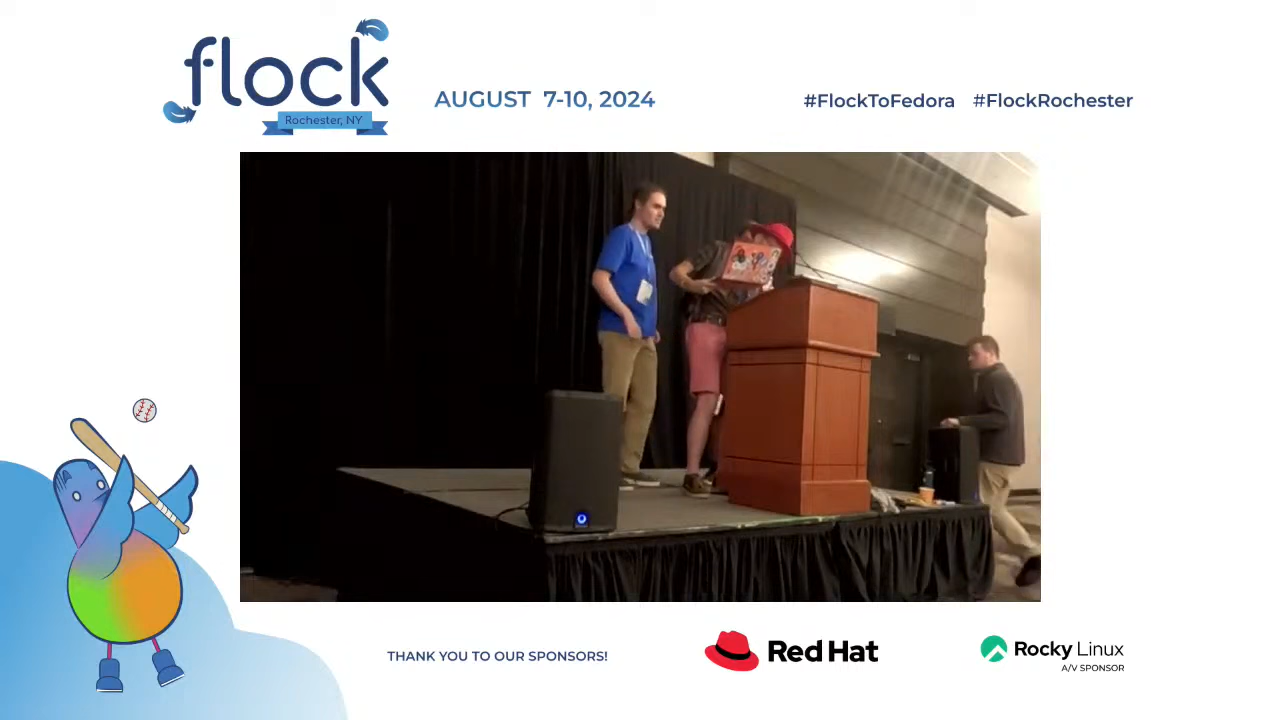 flock
Rochester, NY
AUGUST 7-10, 2024
#FlockToFedora #FlockRochester
THANK YOU TO OUR SPONSORS!
Red Hat
Rocky Linux
A/V SPONSOR